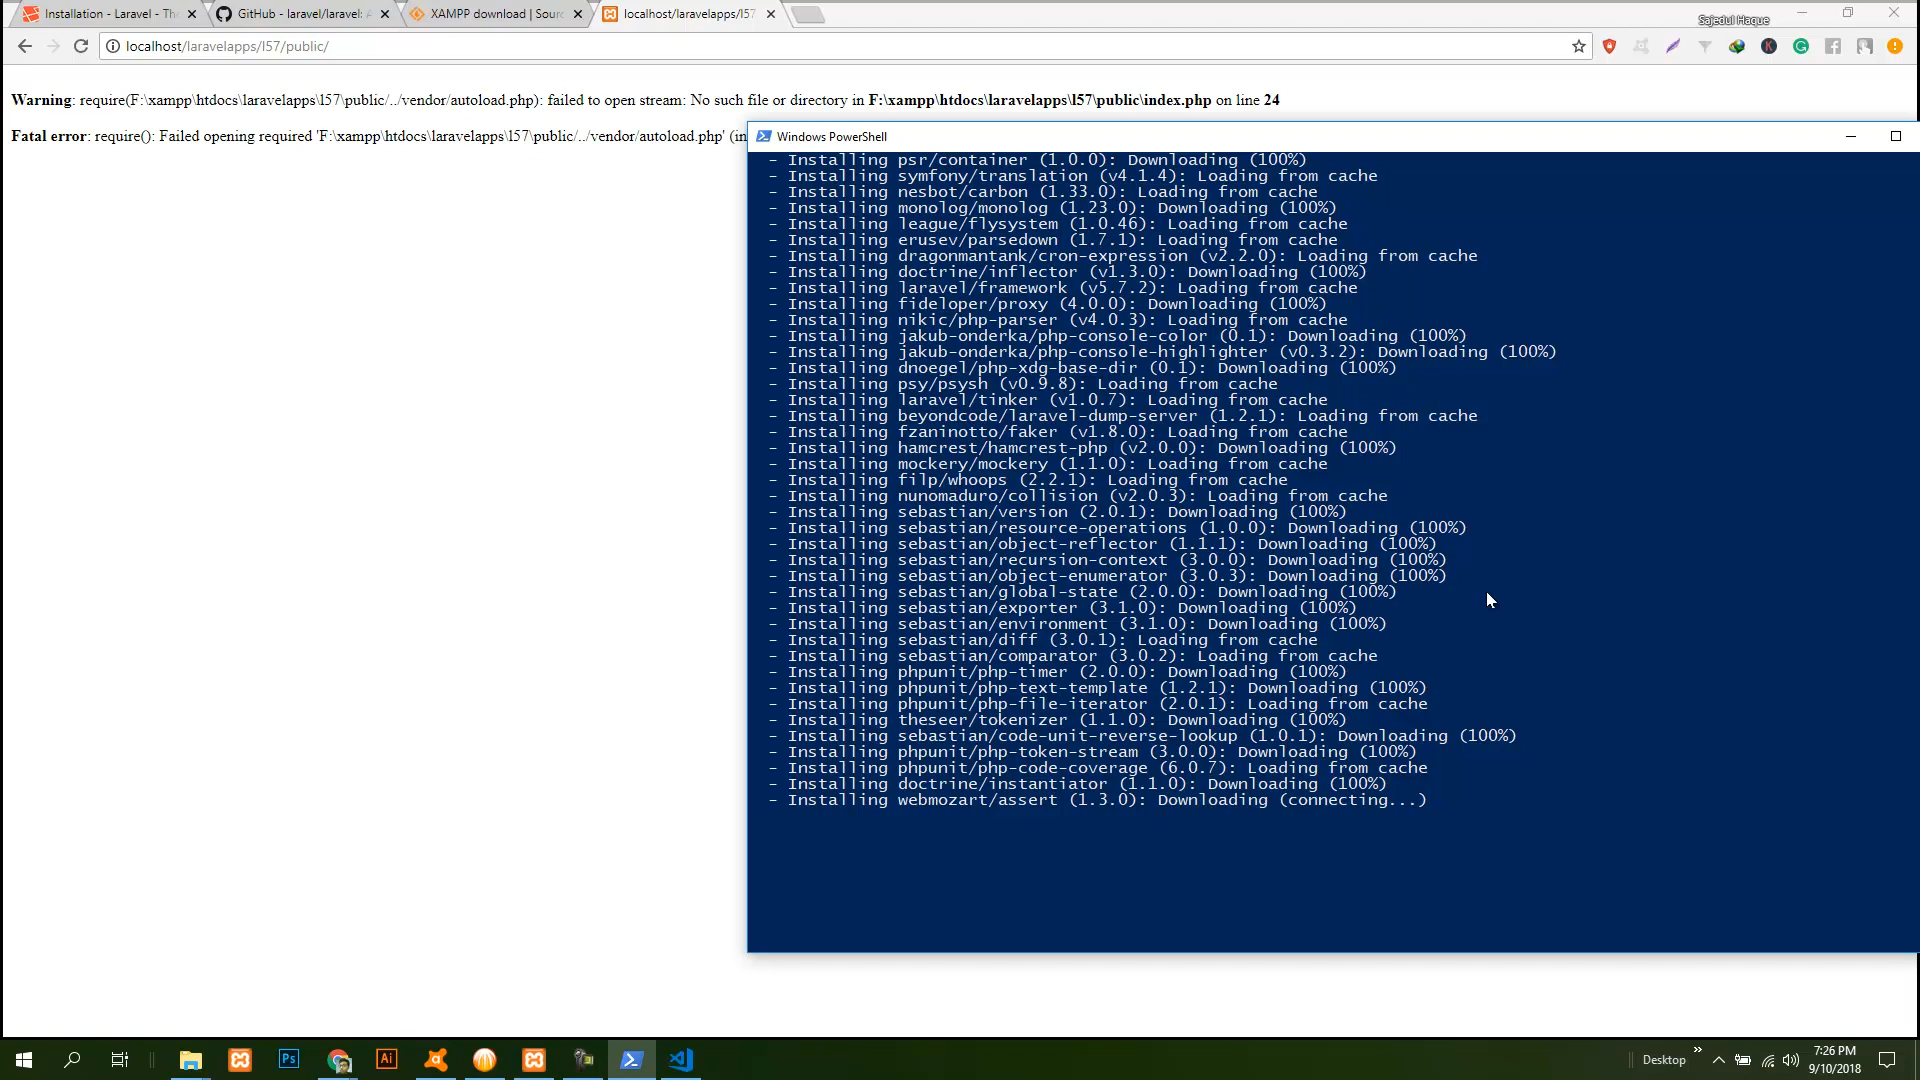 Installation - Laravel - The
GitHub - laravel/laravel: A
XAMPP download | Sour
localhost/laravelapps/l57
Sajedul Haque
localhost/laravelapps/l57/public/
Warning: require(F:\xampp\htdocs\laravelapps\l57\public/../vendor/autoload.php): failed to open stream: No such file or directory in F:\xampp\htdocs\laravelapps\l57\public\index.php on line 24
Fatal error: require(): Failed opening required 'F:\xampp\htdocs\laravelapps\l57\public/../vendor/autoload.php' (in
Windows PowerShell
- Installing psr/container (1.0.0): Downloading (100%)
- Installing symfony/translation (v4.1.4): Loading from cache
- Installing nesbot/carbon (1.33.0): Loading from cache
- Installing monolog/monolog (1.23.0): Downloading (100%)
- Installing league/flysystem (1.0.46): Loading from cache
- Installing erusev/parsedown (1.7.1): Loading from cache
- Installing dragonmantank/cron-expression (v2.2.0): Loading from cache
- Installing doctrine/inflector (v1.3.0): Downloading (100%)
- Installing laravel/framework (v5.7.2): Loading from cache
- Installing fideloper/proxy (4.0.0): Downloading (100%)
- Installing nikic/php-parser (v4.0.3): Loading from cache
- Installing jakub-onderka/php-console-color (0.1): Downloading (100%)
- Installing jakub-onderka/php-console-highlighter (v0.3.2): Downloading (100%)
- Installing dnoegel/php-xdg-base-dir (0.1): Downloading (100%)
- Installing psy/psysh (v0.9.8): Loading from cache
- Installing laravel/tinker (v1.0.7): Loading from cache
- Installing beyondcode/laravel-dump-server (1.2.1): Loading from cache
- Installing fzaninotto/faker (v1.8.0): Loading from cache
- Installing hamcrest/hamcrest-php (v2.0.0): Downloading (100%)
- Installing mockery/mockery (1.1.0): Loading from cache
- Installing filp/whoops (2.2.1): Loading from cache
- Installing nunomaduro/collision (v2.0.3): Loading from cache
- Installing sebastian/version (2.0.1): Downloading (100%)
- Installing sebastian/resource-operations (1.0.0): Downloading (100%)
- Installing sebastian/object-reflector (1.1.1): Downloading (100%)
- Installing sebastian/recursion-context (3.0.0): Downloading (100%)
- Installing sebastian/object-enumerator (3.0.3): Downloading (100%)
- Installing sebastian/global-state (2.0.0): Downloading (100%)
- Installing sebastian/exporter (3.1.0): Downloading (100%)
- Installing sebastian/environment (3.1.0): Downloading (100%)
- Installing sebastian/diff (3.0.1): Loading from cache
- Installing sebastian/comparator (3.0.2): Loading from cache
- Installing phpunit/php-timer (2.0.0): Downloading (100%)
- Installing phpunit/php-text-template (1.2.1): Downloading (100%)
- Installing phpunit/php-file-iterator (2.0.1): Loading from cache
- Installing theseer/tokenizer (1.1.0): Downloading (100%)
- Installing sebastian/code-unit-reverse-lookup (1.0.1): Downloading (100%)
- Installing phpunit/php-token-stream (3.0.0): Downloading (100%)
- Installing phpunit/php-code-coverage (6.0.7): Loading from cache
- Installing doctrine/instantiator (1.1.0): Downloading (100%)
- Installing webmozart/assert (1.3.0): Downloading (connecting...)
Ps
Ai
Desktop
7:26 PM
9/10/2018